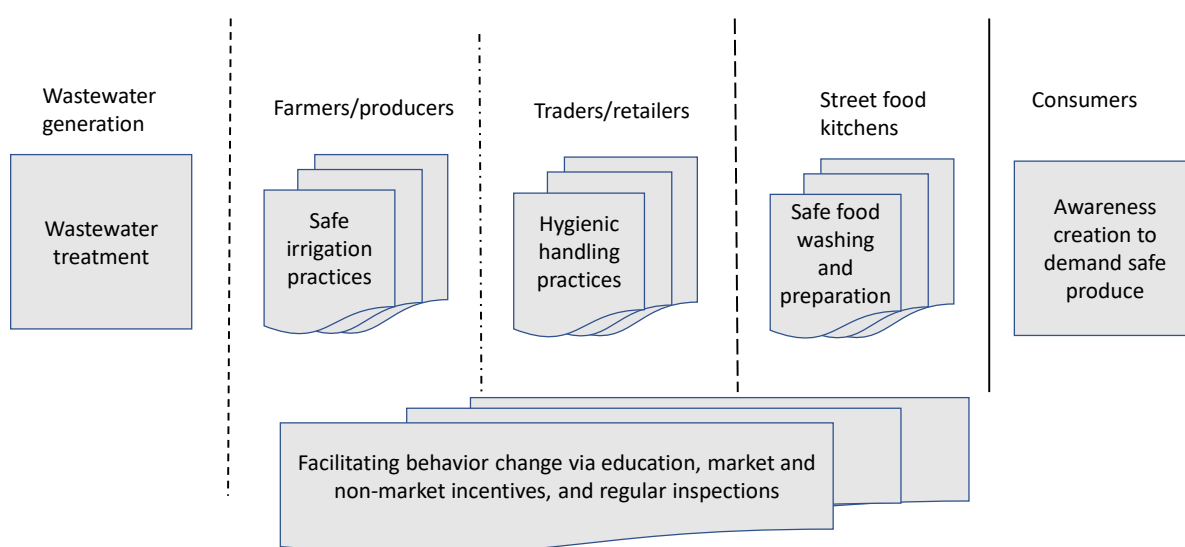 Wastewater
generation
Farmers/producers
Traders/retailers
Street food
kitchens
Consumers
Wastewater
treatment
Safe
irrigation
practices
Hygienic
handling
practices
Safe food
washing
and
preparation
Awareness
creation to
demand safe
produce
Facilitating behavior change via education, market and
non-market incentives, and regular inspections